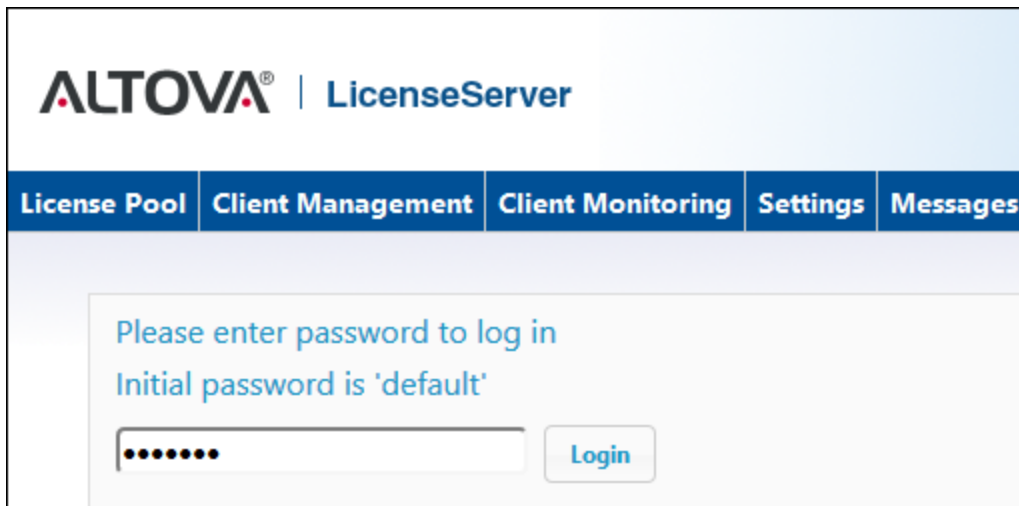 ALTOVA® | LicenseServer
License Pool Client Management Client Monitoring Settings Messages
Please enter password to log in
Initial password is 'default'
••••••• Login